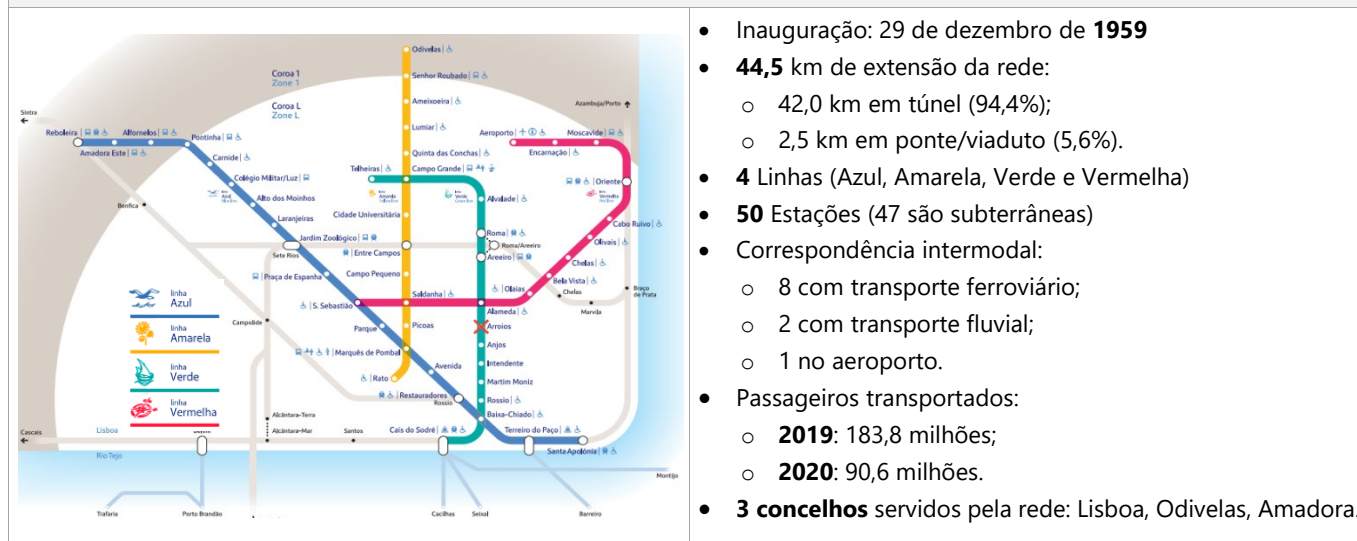 Coroa 1
Zone 1
Coroa L
Zone L
Odivelas
Senhor Roubado
Ameixoeira
Lumiar
Quinta das Conchas
Campo Grande
Telheiras
Cidade Universitária
Entre Campos
Campo Pequeno
Saldanha
Picoas
Marquês de Pombal
Rato
Sintra
Reboleira
Amadora Este
Alfornelos
Pontinha
Carnide
Colégio Militar/Luz
Alto dos Moinhos
Laranjeiras
Jardim Zoológico
Sete Rios
Praça de Espanha
S. Sebastião
Parque
Avenida
Restauradores
Rossio
Benfica
Campolide
Azambuja/Porto
Aeroporto
Encarnação
Moscavide
Oriente
Cabo Ruivo
Olivais
Chelas
Bela Vista
Olaias
Chelas
Marvila
Braço
de Prata
Alvalade
Roma
Roma/Areeiro
Areeiro
Alameda
Arroios
Anjos
Intendente
Martim Moniz
Rossio
Baixa-Chiado
Cais do Sodré
Terreiro do Paço
Santa Apolónia
linha
Azul
linha
Amarela
linha
Verde
linha
Vermelha
Cascais
Lisboa
Rio Tejo
Alcântara-Terra
Alcântara-Mar
Santos
Trafaria
Porto Brandão
Cacilhas
Seixal
Barreiro
Montijo
• Inauguração: 29 de dezembro de 1959
• 44,5 km de extensão da rede:
o 42,0 km em túnel (94,4%);
o 2,5 km em ponte/viaduto (5,6%).
• 4 Linhas (Azul, Amarela, Verde e Vermelha)
• 50 Estações (47 são subterrâneas)
• Correspondência intermodal:
o 8 com transporte ferroviário;
o 2 com transporte fluvial;
o 1 no aeroporto.
• Passageiros transportados:
o 2019: 183,8 milhões;
o 2020: 90,6 milhões.
• 3 concelhos servidos pela rede: Lisboa, Odivelas, Amadora.